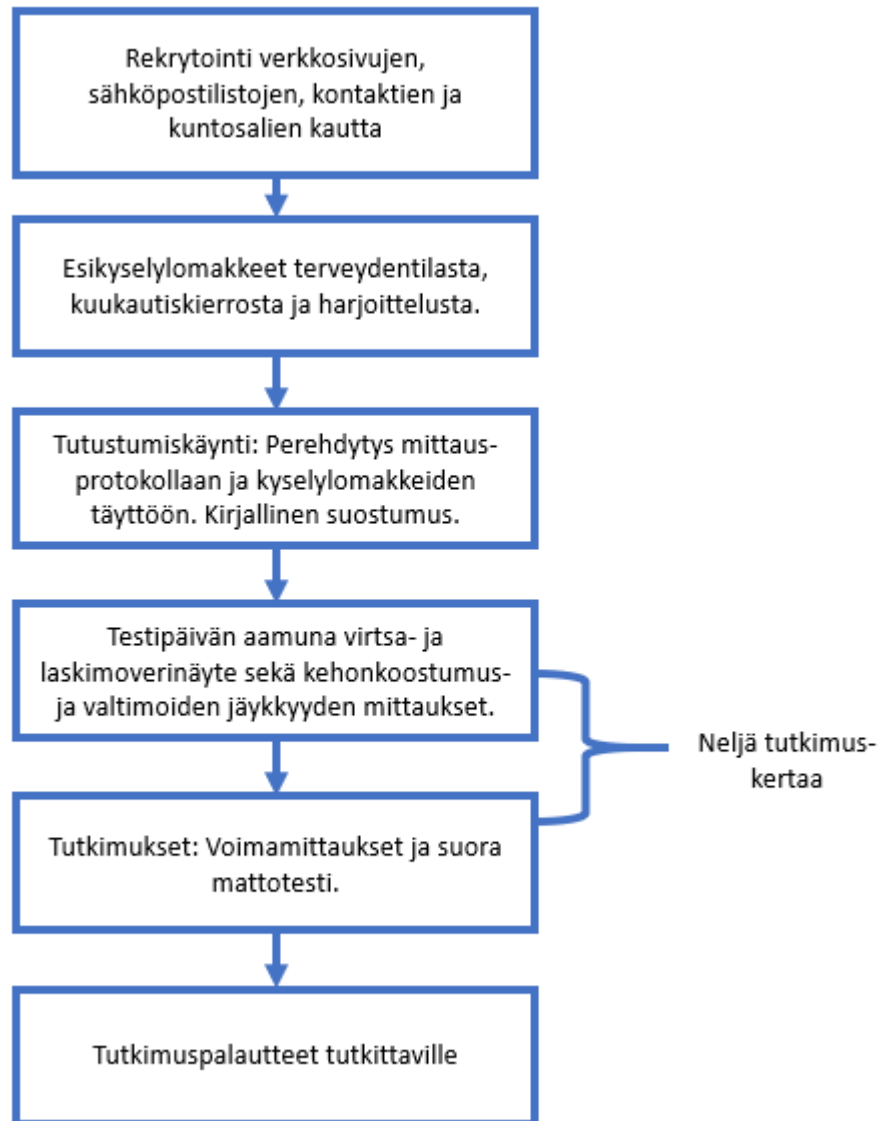 Rekrytointi verkkosivujen,
sähköpostilistojen, kontaktien ja
kuntosalien kautta
Esikyselylomakkeet terveydentilasta,
kuukautiskierrosta ja harjoittelusta.
Tutustumiskäynti: Perehdytys mittaus-
protokollaan ja kyselylomakkeiden
täyttöön. Kirjallinen suostumus.
Testipäivän aamuna virtsa- ja
laskimoverinäyte sekä kehonkoostumus-
ja valtimoiden jäykkyyden mittaukset.
Neljä tutkimus-
kertaa
Tutkimukset: Voimamittaukset ja suora
mattotesti.
Tutkimuspalautteet tutkittaville